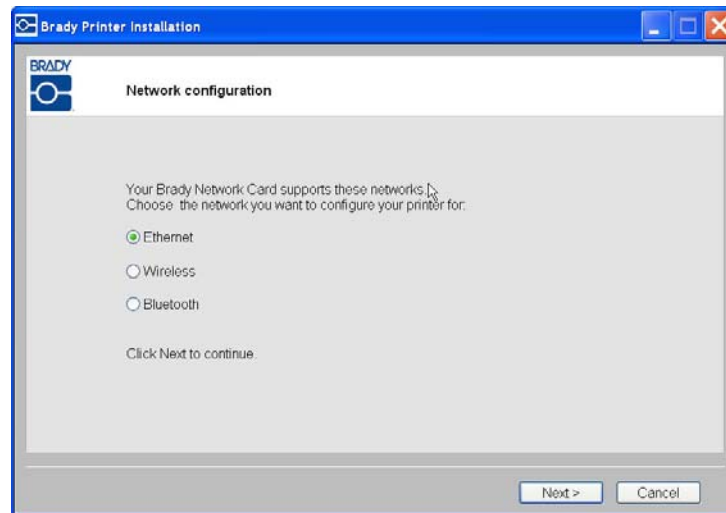 Brady Printer Installation
BRADY
Network configuration
Your Brady Network Card supports these networks.
Choose the network you want to configure your printer for:
Ethernet
Wireless
Bluetooth
Click Next to continue.
Next >
Cancel